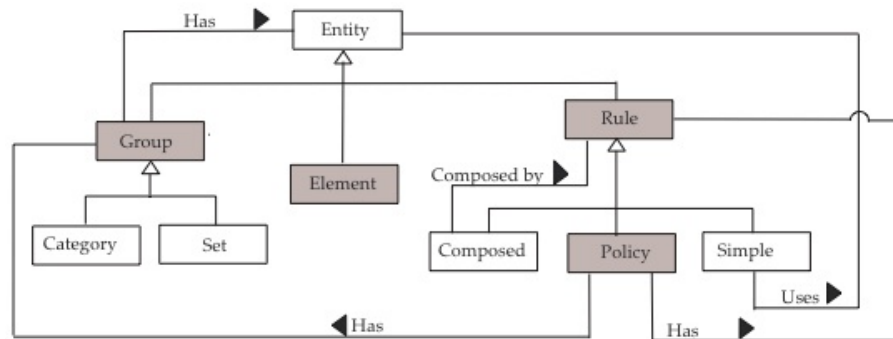 Has
Entity
Group
Rule
Element
Composed by
Category
Set
Composed
Policy
Simple
Uses
Has
Has